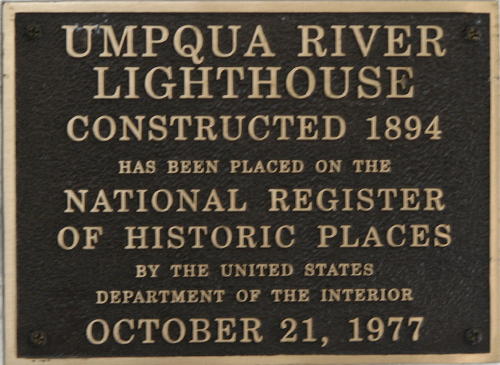 UMPQUA RIVER
LIGHTHOUSE
CONSTRUCTED 1894
HAS BEEN PLACED ON THE
NATIONAL REGISTER
OF HISTORIC PLACES
BY THE UNITED STATES
DEPARTMENT OF THE INTERIOR
OCTOBER 21, 1977